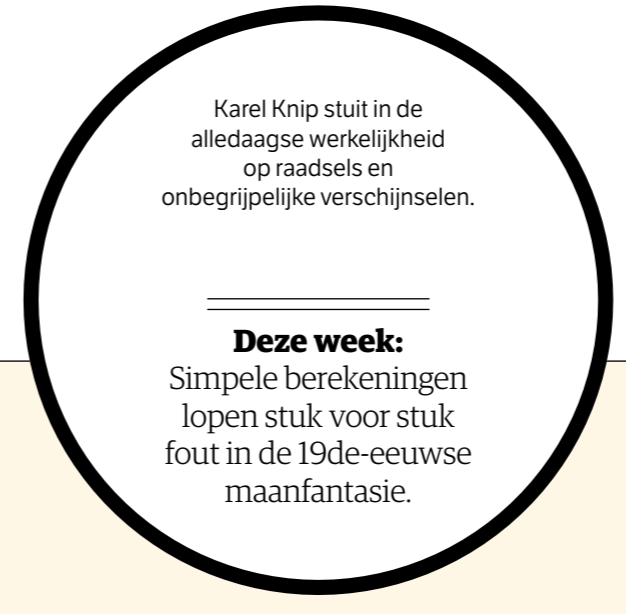 Karel Knip stuit in de
alledaagse werkelijkheid
op raadsels en
onbegrijpelijke verschijnselen.
Deze week:
Simpele berekeningen
lopen stuk voor stuk
fout in de 19de-eeuwse
maanfantasie.